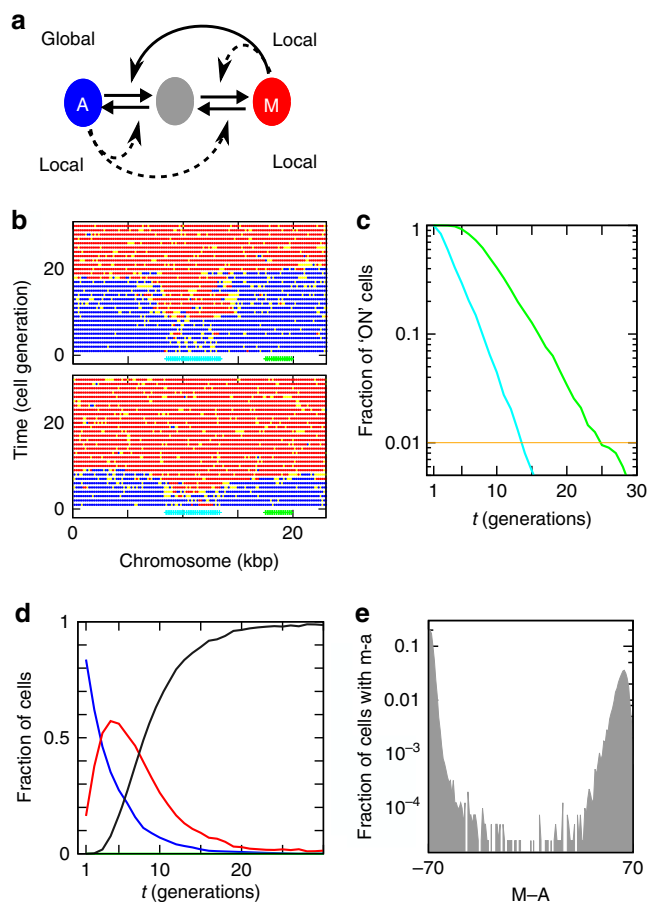 a
Global
Local
A
M
Local
Local
b
Time (cell generation)
20
0
20
0
0
20
Chromosome (kbp)
c
Fraction of 'ON' cells
1
0.1
0.01
1
10
20
30
t (generations)
d
Fraction of cells
1
0.5
0
1
10
20
t (generations)
e
Fraction of cells with m-a
0.1
0.01
10⁻³
10⁻⁴
−70
70
M–A